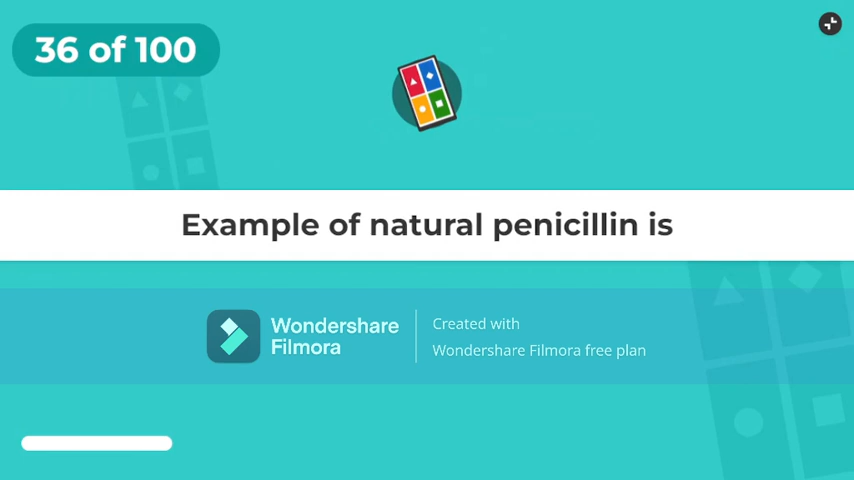 36 of 100
Example of natural penicillin is
Wondershare
Filmora
Created with
Wondershare Filmora free plan